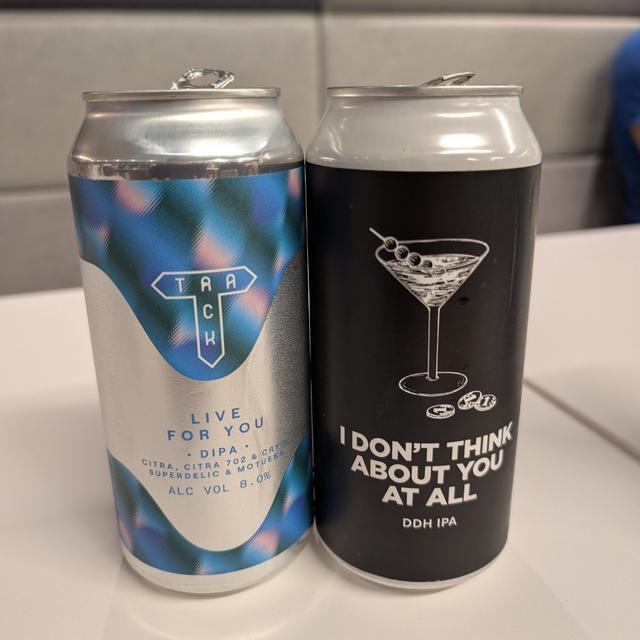 TRACK
LIVE
FOR YOU
• DIPA •
CITRA, CITRA 702 & CRYO
SUPERDELIC & MOTUEKA
ALC VOL 8.0%
I DON'T THINK
ABOUT YOU
AT ALL
DDH IPA